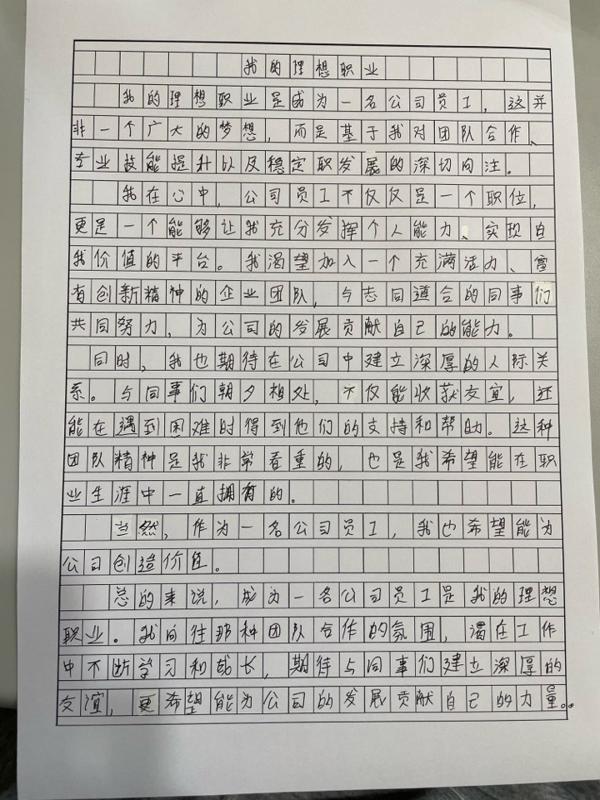 我的理想职业
我的理想职业是成为一名公司员工，这并
非一个广大的梦想，而是基于我对团队合作、
专业技能提升以及稳定职发展的深切向注。
我在心中，公司员工不仅仅是一个职位，
更是一个能够让我充分发挥个人能力、实现自
我价值的平台。我渴望加入一个充满活力、富
有创新精神的企业团队，与志同道合的同事们
共同努力，为公司的发展贡献自己的能力。
同时，我也期待在公司中建立深厚的人际关
系。与同事们朝夕相处，不仅能收获友宜，还
能在遇到困难时得到他们的支持和帮助。这种
团队精神是我非常看重的，也是我希望能在职
业生涯中一直拥有的。
当然，作为一名公司员工，我也希望能为
公司创造价值。
总的来说，成为一名公司员工是我的理想
职业。我向往那种团队合作的氛围，渴在工作
中不断学习和成长，期待与同事们建立深厚的
友谊，更希望能为公司的发展贡献自己的力量。